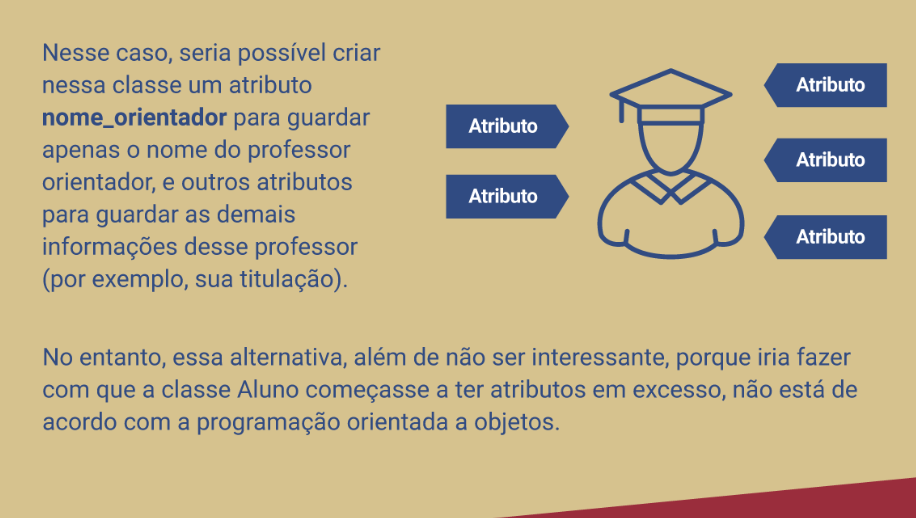 Nesse caso, seria possível criar
nessa classe um atributo
nome_orientador para guardar
apenas o nome do professor
orientador, e outros atributos
para guardar as demais
informações desse professor
(por exemplo, sua titulação).
Atributo
Atributo
Atributo
Atributo
Atributo
No entanto, essa alternativa, além de não ser interessante, porque iria fazer
com que a classe Aluno começasse a ter atributos em excesso, não está de
acordo com a programação orientada a objetos.